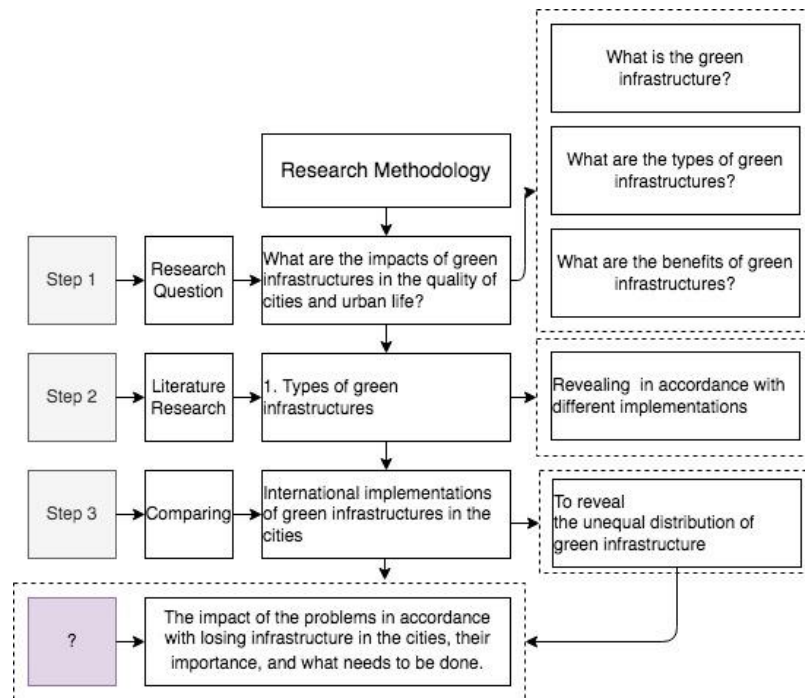 What is the green
infrastructure?
What are the types of green
infrastructures?
What are the benefits of green
infrastructures?
Research Methodology
Step 1
Research
Question
What are the impacts of green
infrastructures in the quality of
cities and urban life?
Step 2
Literature
Research
1. Types of green
infrastructures
Revealing in accordance with
different implementations
Step 3
Comparing
International implementations
of green infrastructures in the
cities
To reveal
the unequal distribution of
green infrastructure
?
The impact of the problems in accordance
with losing infrastructure in the cities, their
importance, and what needs to be done.